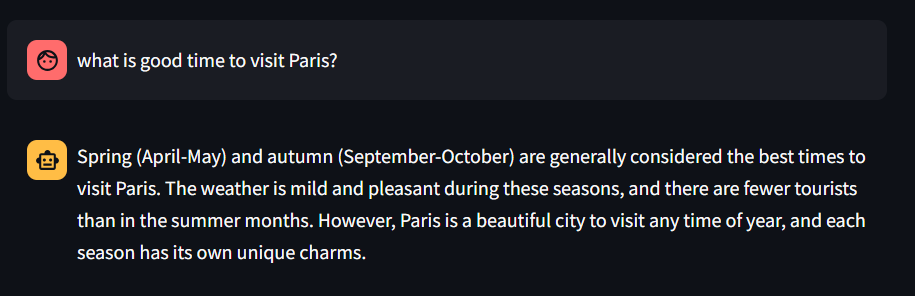 what is good time to visit Paris?
Spring (April-May) and autumn (September-October) are generally considered the best times to
visit Paris. The weather is mild and pleasant during these seasons, and there are fewer tourists
than in the summer months. However, Paris is a beautiful city to visit any time of year, and each
season has its own unique charms.